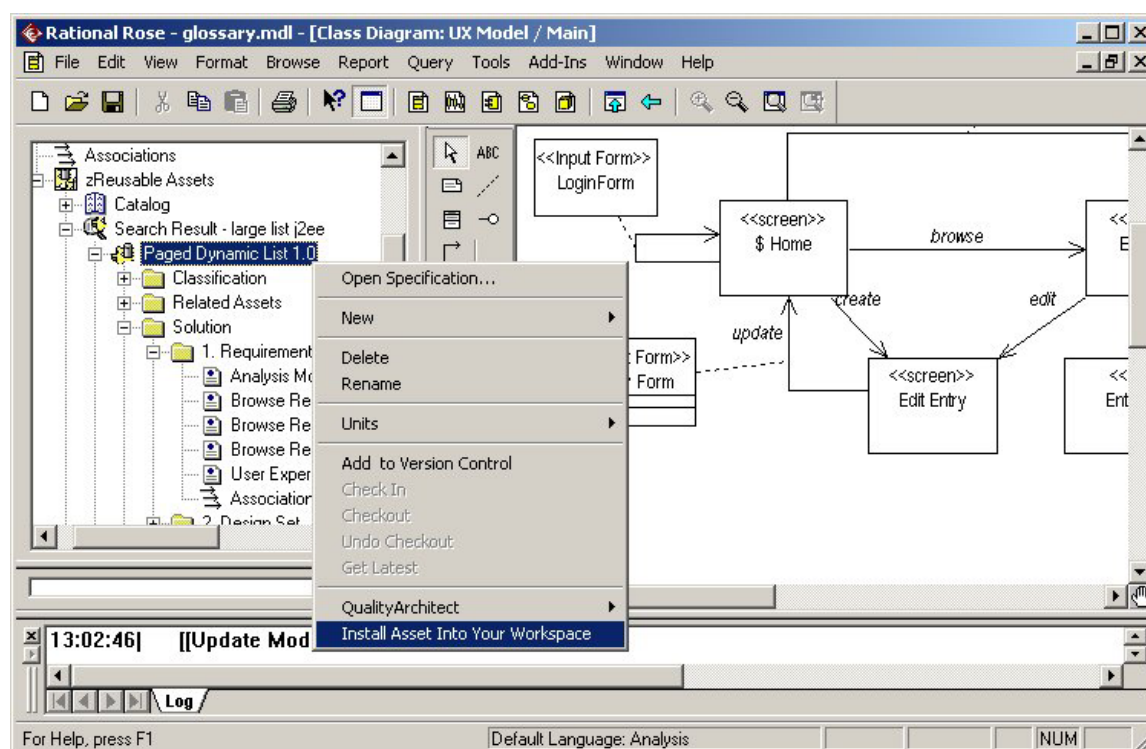 Rational Rose - glossary.mdl - [Class Diagram: UX Model / Main]
File Edit View Format Browse Report Query Tools Add-Ins Window Help
Associations
zReusable Assets
Catalog
Search Result - large list j2ee
Paged Dynamic List 1.0
Classification
Related Assets
Solution
1. Requirement
Analysis Mo
Browse Re
Browse Re
Browse Re
User Exper
Association
2. Design Set
ABC
Open Specification...
New
Delete
Rename
Units
Add to Version Control
Check In
Checkout
Undo Checkout
Get Latest
QualityArchitect
Install Asset Into Your Workspace
<<Input Form>>
LoginForm
<<screen>>
$ Home
browse
<<
E
create
edit
update
t Form>>
y Form
<<screen>>
Edit Entry
<<
Ent
13:02:46| [[Update Mod
Log
For Help, press F1
Default Language: Analysis
NUM